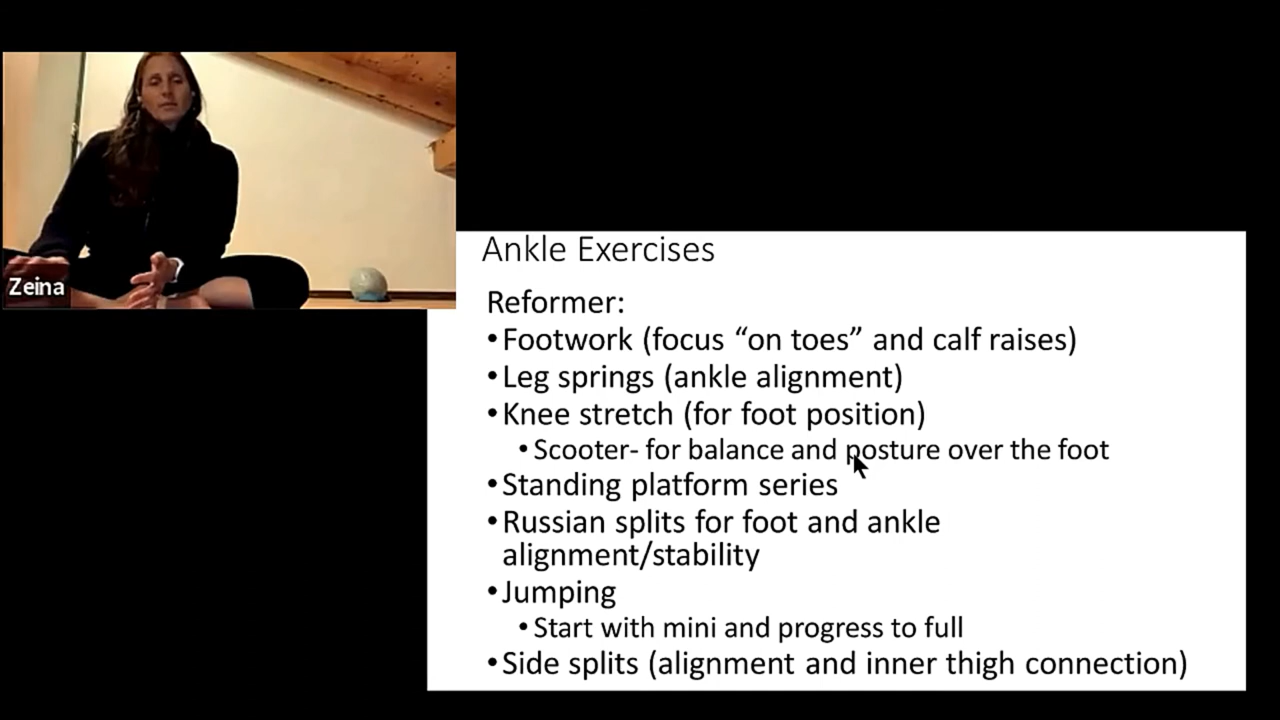 Zeina
Ankle Exercises
Reformer:
•Footwork (focus “on toes” and calf raises)
•Leg springs (ankle alignment)
•Knee stretch (for foot position)
•Scooter- for balance and posture over the foot
•Standing platform series
•Russian splits for foot and ankle
alignment/stability
•Jumping
•Start with mini and progress to full
•Side splits (alignment and inner thigh connection)